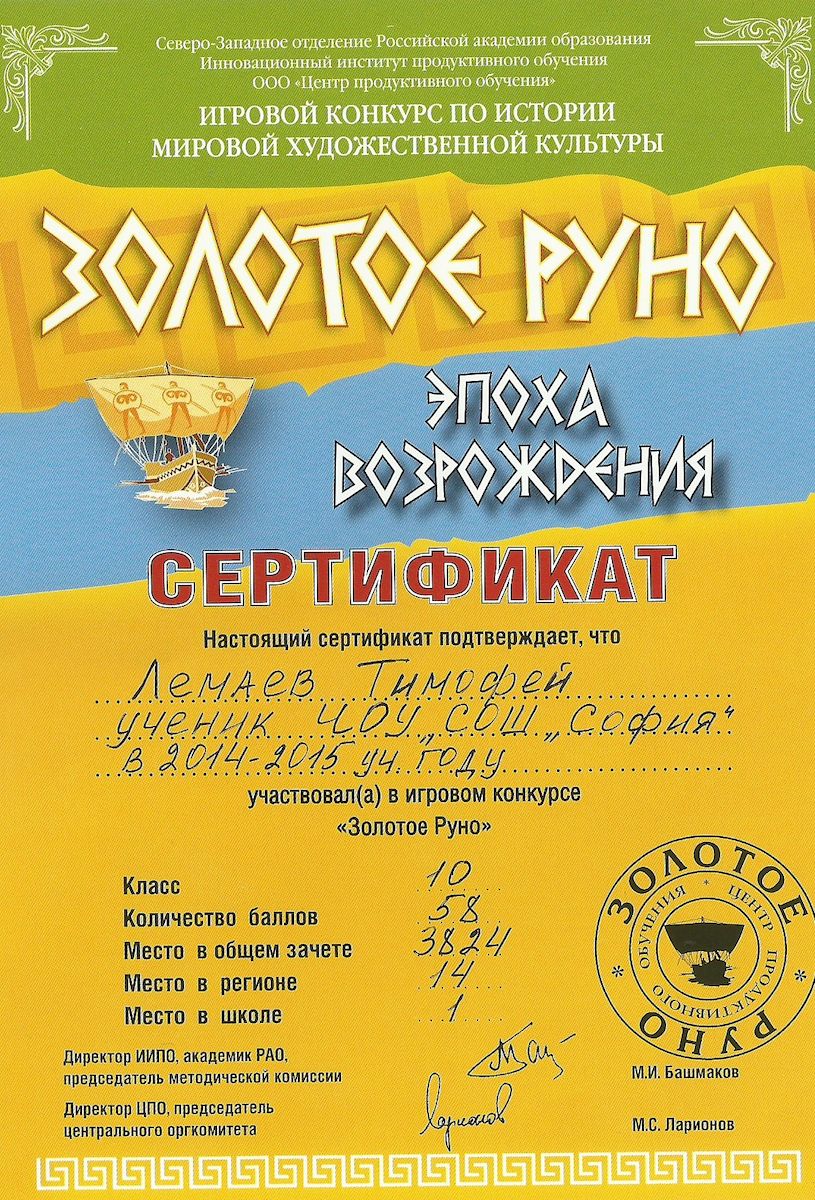 Северо-Западное отделение Российской академии образования
Инновационный институт продуктивного обучения
ООО «Центр продуктивного обучения»
ИГРОВОЙ КОНКУРС ПО ИСТОРИИ
МИРОВОЙ ХУДОЖЕСТВЕННОЙ КУЛЬТУРЫ
ЗОЛОТОЕ РУНО
ЭПОХА
ВОЗРОЖДЕНИЯ
СЕРТИФИКАТ
Настоящий сертификат подтверждает, что
Лемаев Тимофей
ученик ЧОУ „СОШ „София“
в 2014-2015 уч. году
участвовал(а) в игровом конкурсе
«Золотое Руно»
Класс 10
Количество баллов 58
Место в общем зачете 3824
Место в регионе 14
Место в школе 1
ЗОЛОТОЕ РУНО
ЦЕНТР ПРОДУКТИВНОГО ОБУЧЕНИЯ
Директор ИИПО, академик РАО,
председатель методической комиссии
М.И. Башмаков
Директор ЦПО, председатель
центрального оргкомитета
Ларионов
М.С. Ларионов